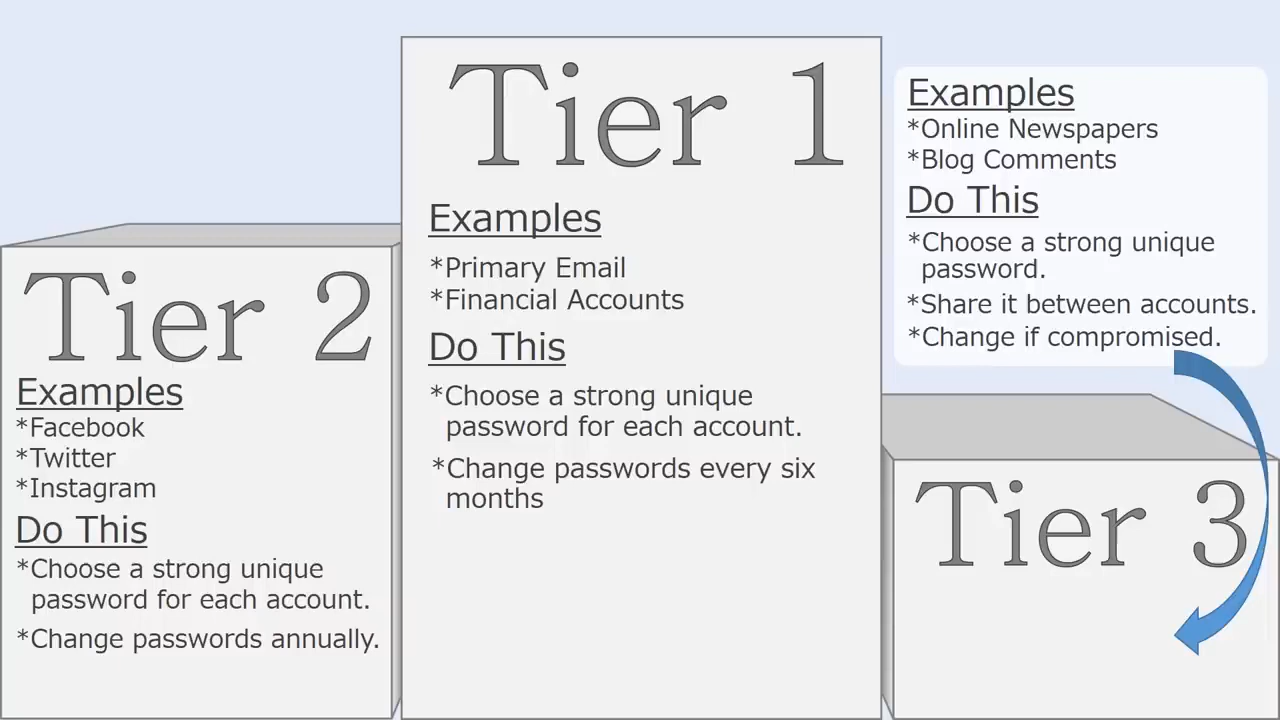 Tier 1
Examples
*Primary Email
*Financial Accounts
Do This
*Choose a strong unique
password for each account.
*Change passwords every six
months
Tier 2
Examples
*Facebook
*Twitter
*Instagram
Do This
*Choose a strong unique
password for each account.
*Change passwords annually.
Examples
*Online Newspapers
*Blog Comments
Do This
*Choose a strong unique
password.
*Share it between accounts.
*Change if compromised.
Tier 3